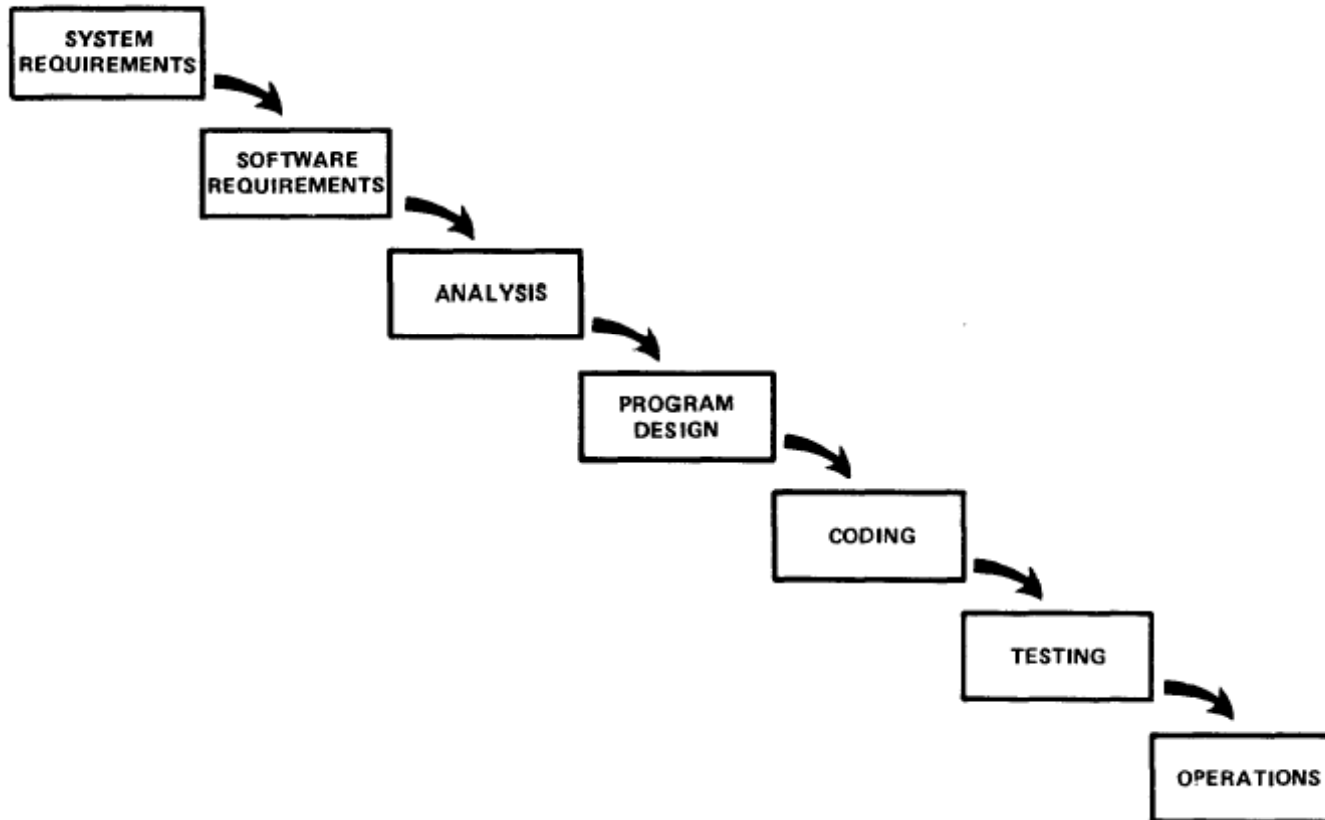 SYSTEM
REQUIREMENTS
SOFTWARE
REQUIREMENTS
ANALYSIS
PROGRAM
DESIGN
CODING
TESTING
OPERATIONS